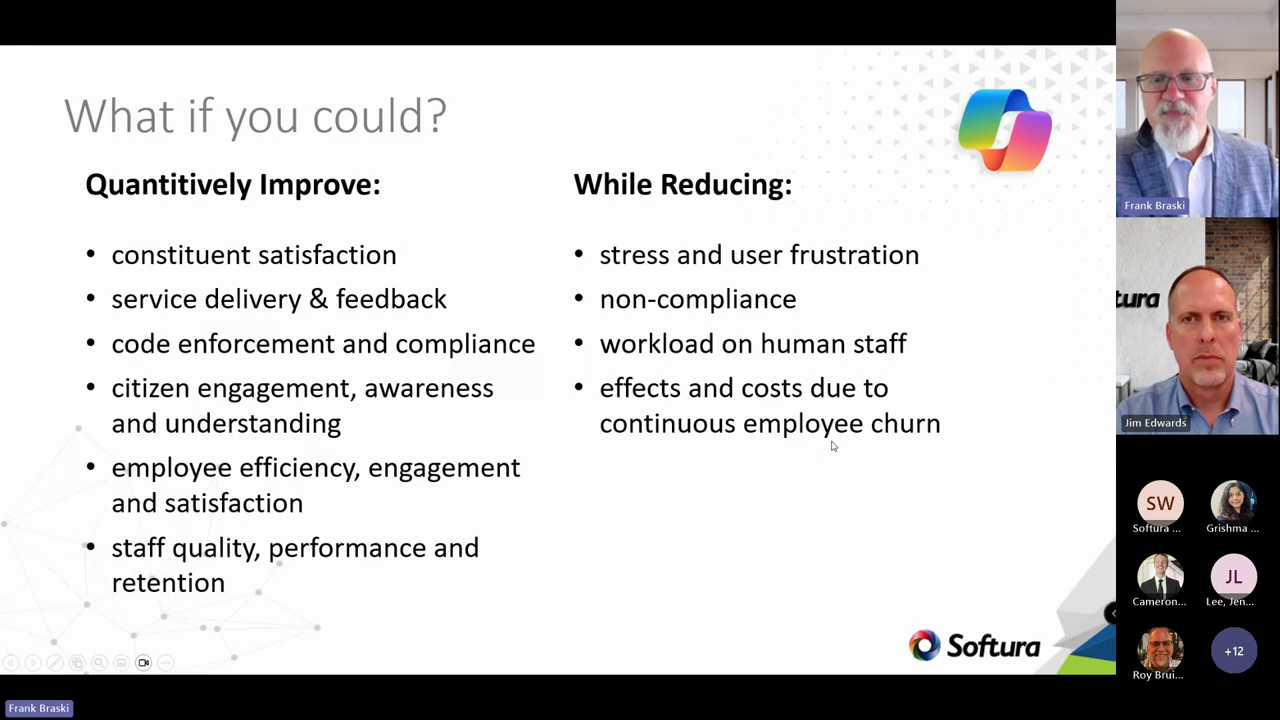 What if you could?
Quantitively Improve:
• constituent satisfaction
• service delivery & feedback
• code enforcement and compliance
• citizen engagement, awareness
and understanding
• employee efficiency, engagement
and satisfaction
• staff quality, performance and
retention
While Reducing:
• stress and user frustration
• non-compliance
• workload on human staff
• effects and costs due to
continuous employee churn
Softura
Frank Braski
tura
Jim Edwards
SW
Softura ...
Grishma ...
Cameron...
JL
Lee, Jen...
Roy Brui...
+12
Frank Braski